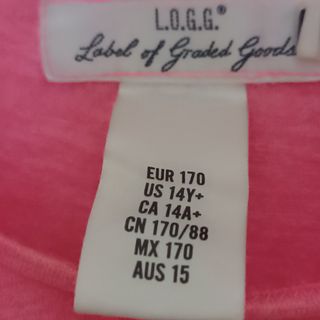 L.O.G.G.®
Label of Graded Goods
EUR 170
US 14Y+
CA 14A+
CN 170/88
MX 170
AUS 15